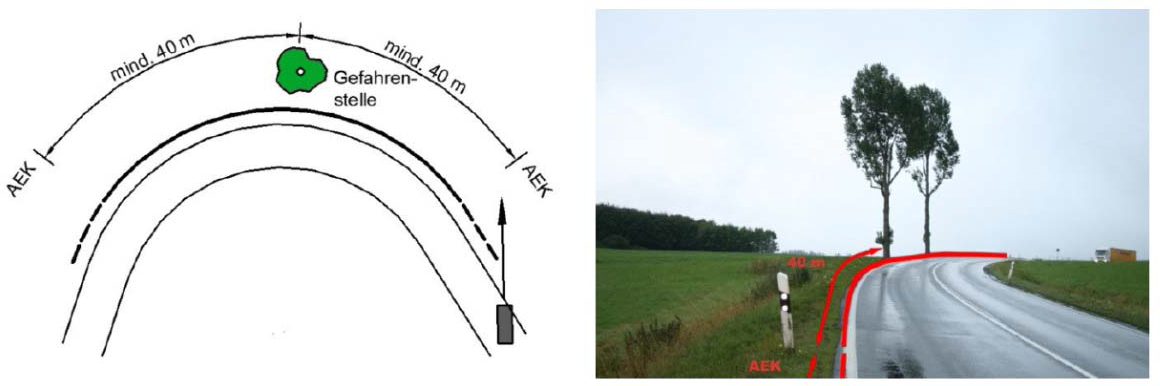 mind. 40 m
mind. 40 m
Gefahren-
stelle
AEK
AEK
40 m
AEK